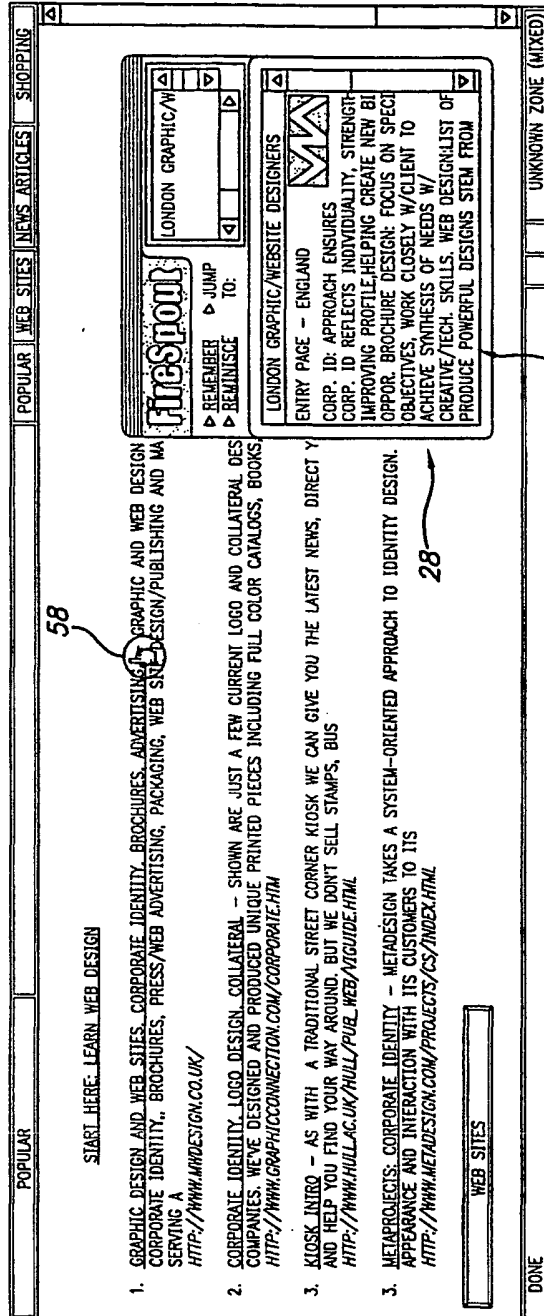 POPULAR
POPULAR WEB SITES NEWS ARTICLES SHOPPING
START HERE: LEARN WEB DESIGN
58
1. GRAPHIC DESIGN AND WEB SITES, CORPORATE IDENTITY, BROCHURES, ADVERTISING, GRAPHIC AND WEB DESIGN
CORPORATE IDENTITY,, BROCHURES, PRESS/WEB ADVERTISING, PACKAGING, WEB SITE DESIGN/PUBLISHING AND MA
SERVING A
HTTP://WWW.MWDESIGN.CO.UK/
2. CORPORATE IDENTITY, LOGO DESIGN, COLLATERAL - SHOWN ARE JUST A FEW CURRENT LOGO AND COLLATERAL DES
COMPANIES. WE'VE DESIGNED AND PRODUCED UNIQUE PRINTED PIECES INCLUDING FULL COLOR CATALOGS, BOOKS,
HTTP://WWW.GRAPHICCONNECTION.COM/CORPORATE.HTM
3. KIOSK INTRO - AS WITH A TRADITIONAL STREET CORNER KIOSK WE CAN GIVE YOU THE LATEST NEWS, DIRECT Y
AND HELP YOU FIND YOUR WAY AROUND. BUT WE DON'T SELL STAMPS, BUS
HTTP://WWW.HULL.AC.UK/HULL/PUB_WEB/VIGUIDE.HTML
3. METAPROJECTS: CORPORATE IDENTITY - METADESIGN TAKES A SYSTEM-ORIENTED APPROACH TO IDENTITY DESIGN.
APPEARANCE AND INTERACTION WITH ITS CUSTOMERS TO ITS
HTTP://WWW.METADESIGN.COM/PROJECTS/CS/INDEX.HTML
WEB SITES
FireSpout
REMEMBER JUMP
REMINISCE TO:
LONDON GRAPHIC/W
LONDON GRAPHIC/WEBSITE DESIGNERS
ENTRY PAGE - ENGLAND
CORP. ID: APPROACH ENSURES
CORP. ID REFLECTS INDIVIDUALITY, STRENGTH
IMPROVING PROFILE,HELPING CREATE NEW BI
OPPOR. BROCHURE DESIGN: FOCUS ON SPECI
OBJECTIVES, WORK CLOSELY W/CLIENT TO
ACHIEVE SYNTHESIS OF NEEDS W/
CREATIVE/TECH. SKILLS. WEB DESIGN:LIST OF
PRODUCE POWERFUL DESIGNS STEM FROM
28
DONE
UNKNOWN ZONE (MIXED)